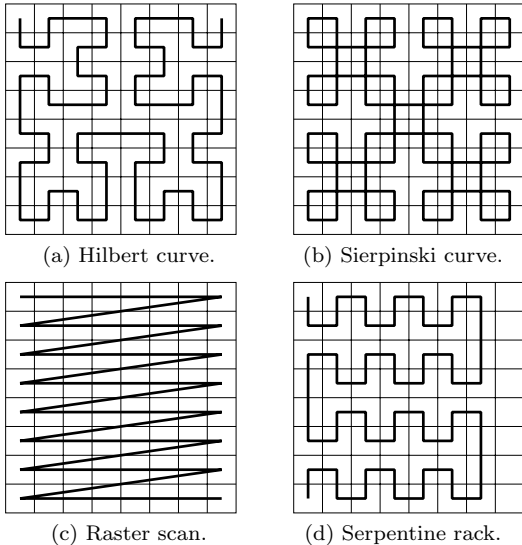 (a) Hilbert curve.
(b) Sierpinski curve.
(c) Raster scan.
(d) Serpentine rack.